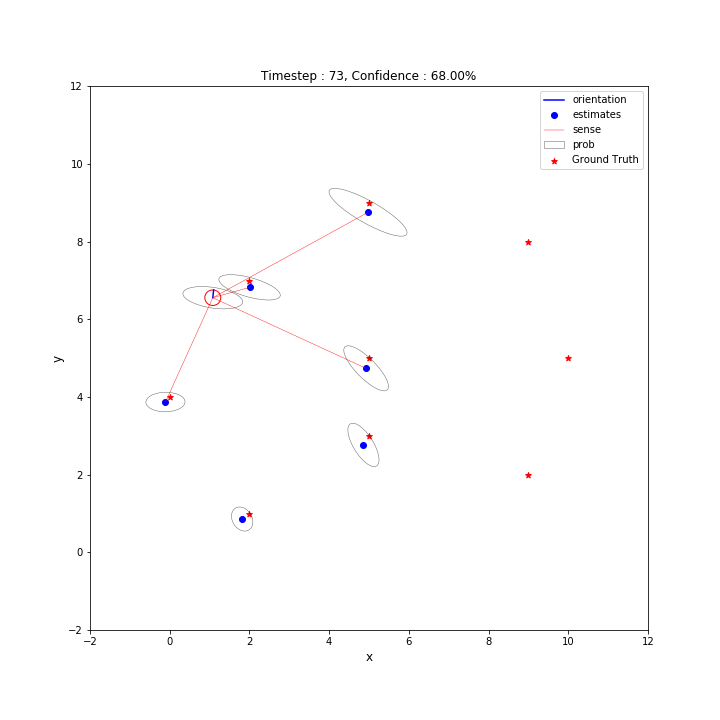 Timestep : 73, Confidence : 68.00%
12
10
8
6
4
2
0
−2
y
−2 0 2 4 6 8 10 12
x
orientation
estimates
sense
prob
Ground Truth